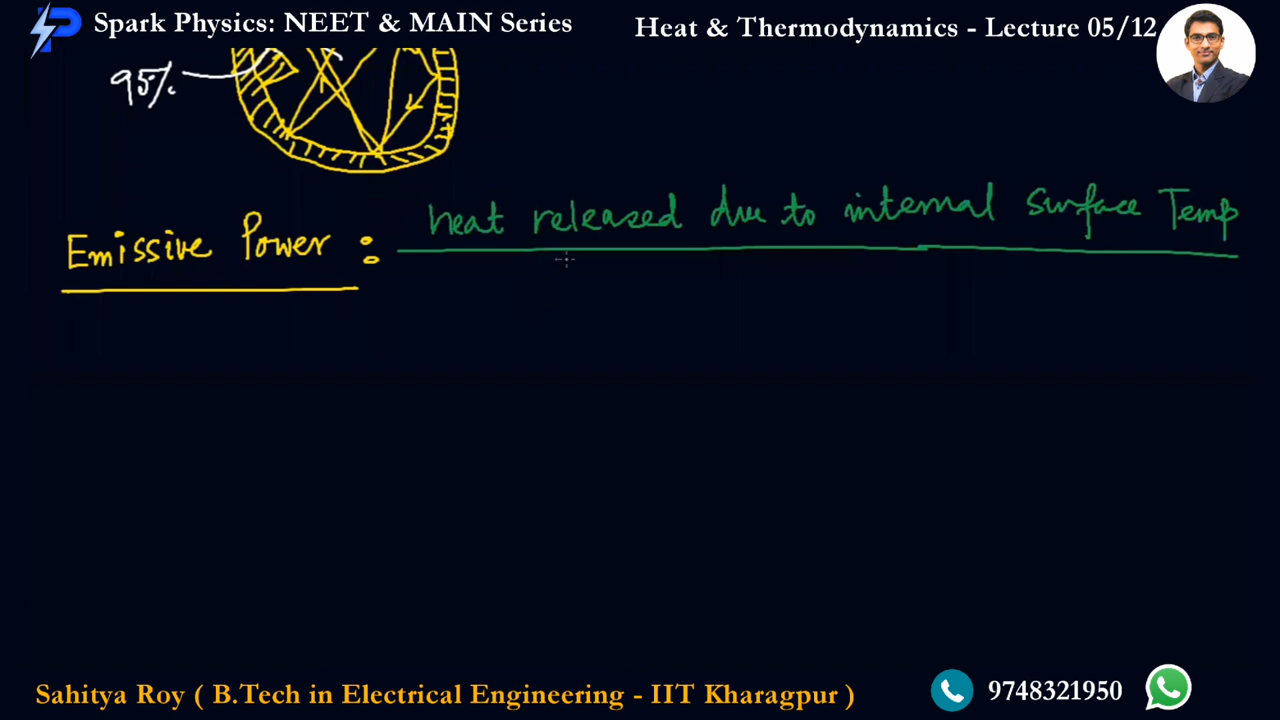 Spark Physics: NEET & MAIN Series
Heat & Thermodynamics - Lecture 05/12
95%
heat released due to internal surface Temp
Emissive Power :
Sahitya Roy ( B.Tech in Electrical Engineering - IIT Kharagpur )
9748321950